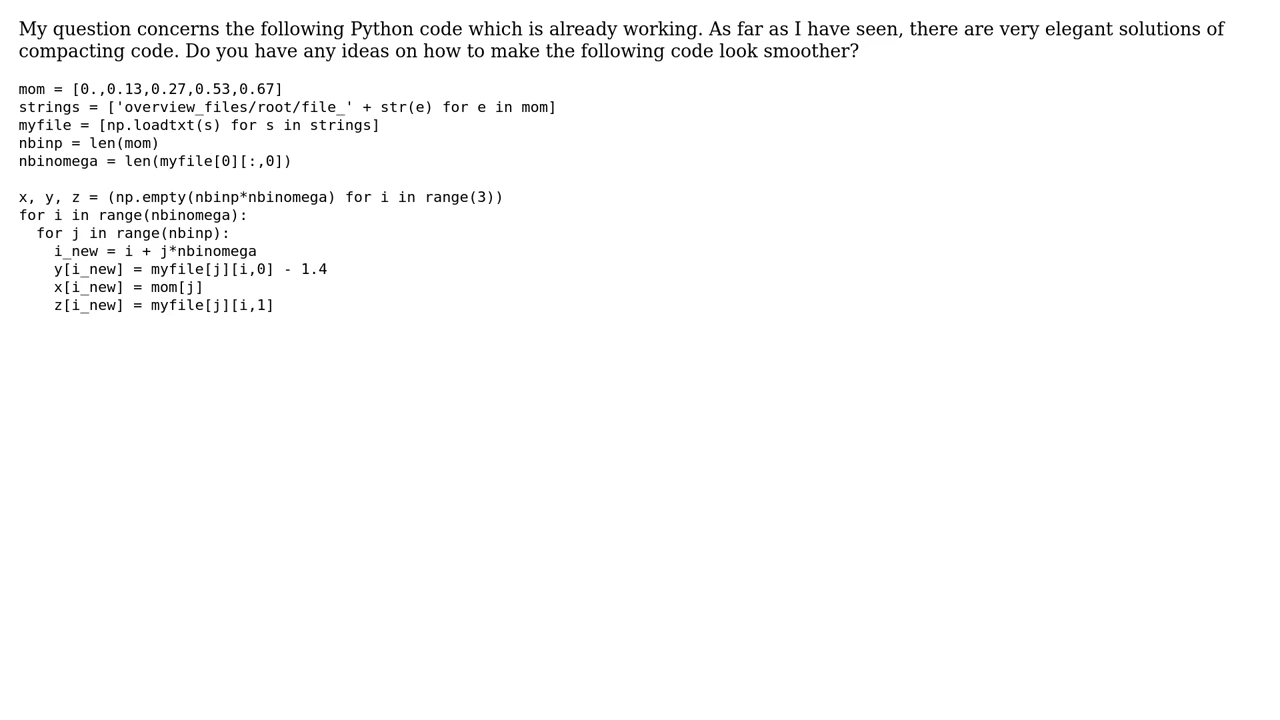 My question concerns the following Python code which is already working. As far as I have seen, there are very elegant solutions of
compacting code. Do you have any ideas on how to make the following code look smoother?
mom = [0.,0.13,0.27,0.53,0.67]
strings = ['overview_files/root/file_' + str(e) for e in mom]
myfile = [np.loadtxt(s) for s in strings]
nbinp = len(mom)
nbinomega = len(myfile[0][:,0])

x, y, z = (np.empty(nbinp*nbinomega) for i in range(3))
for i in range(nbinomega):
  for j in range(nbinp):
    i_new = i + j*nbinomega
    y[i_new] = myfile[j][i,0] - 1.4
    x[i_new] = mom[j]
    z[i_new] = myfile[j][i,1]